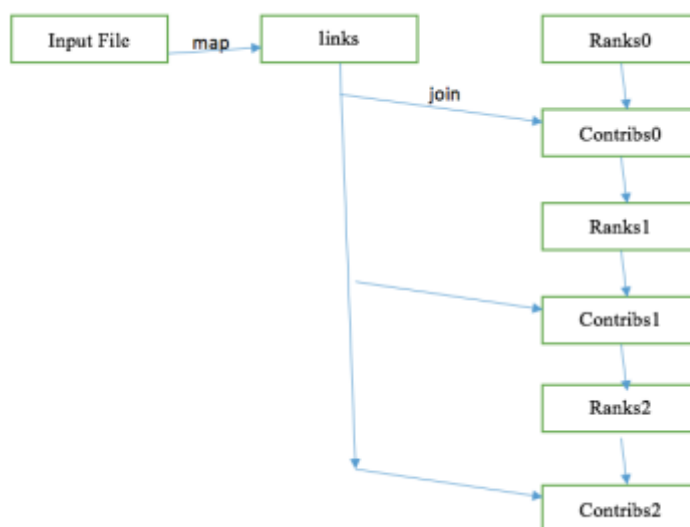 Input File
map
links
Ranks0
join
Contribs0
Ranks1
Contribs1
Ranks2
Contribs2